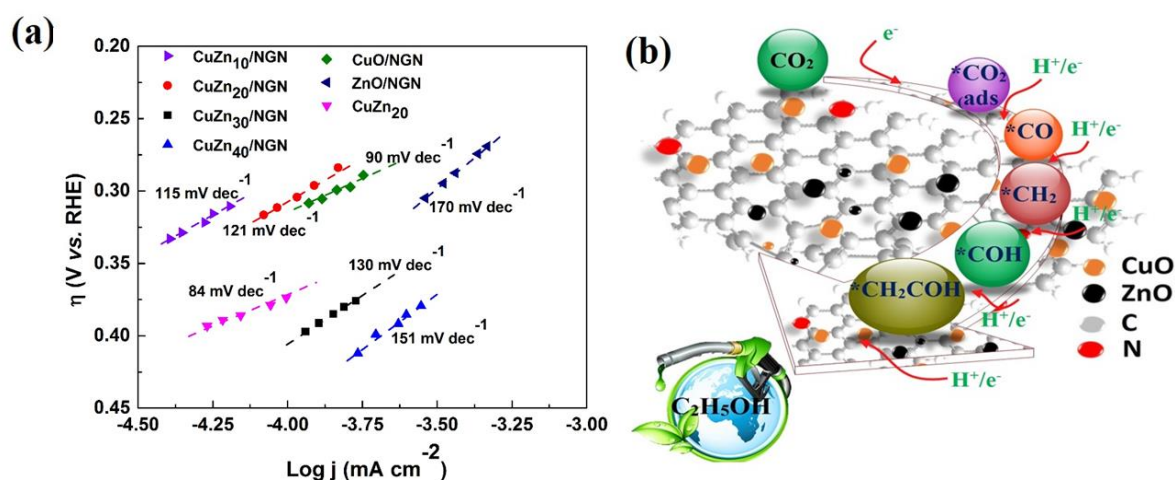 (a)
0.20
0.25
0.30
0.35
0.40
0.45
η (V vs. RHE)
-4.50 -4.25 -4.00 -3.75 -3.50 -3.25 -3.00
Log j (mA cm⁻²)
CuZn₁₀/NGN
CuZn₂₀/NGN
CuZn₃₀/NGN
CuZn₄₀/NGN
CuO/NGN
ZnO/NGN
CuZn₂₀
115 mV dec⁻¹
121 mV dec⁻¹
90 mV dec⁻¹
170 mV dec⁻¹
84 mV dec⁻¹
130 mV dec⁻¹
151 mV dec⁻¹
(b)
CO₂
e⁻
*CO₂
(ads
H⁺/e⁻
*CO
H⁺/e⁻
*CH₂
H⁺/e⁻
*COH
*CH₂COH
H⁺/e⁻
H⁺/e⁻
C₂H₅OH
CuO
ZnO
C
N